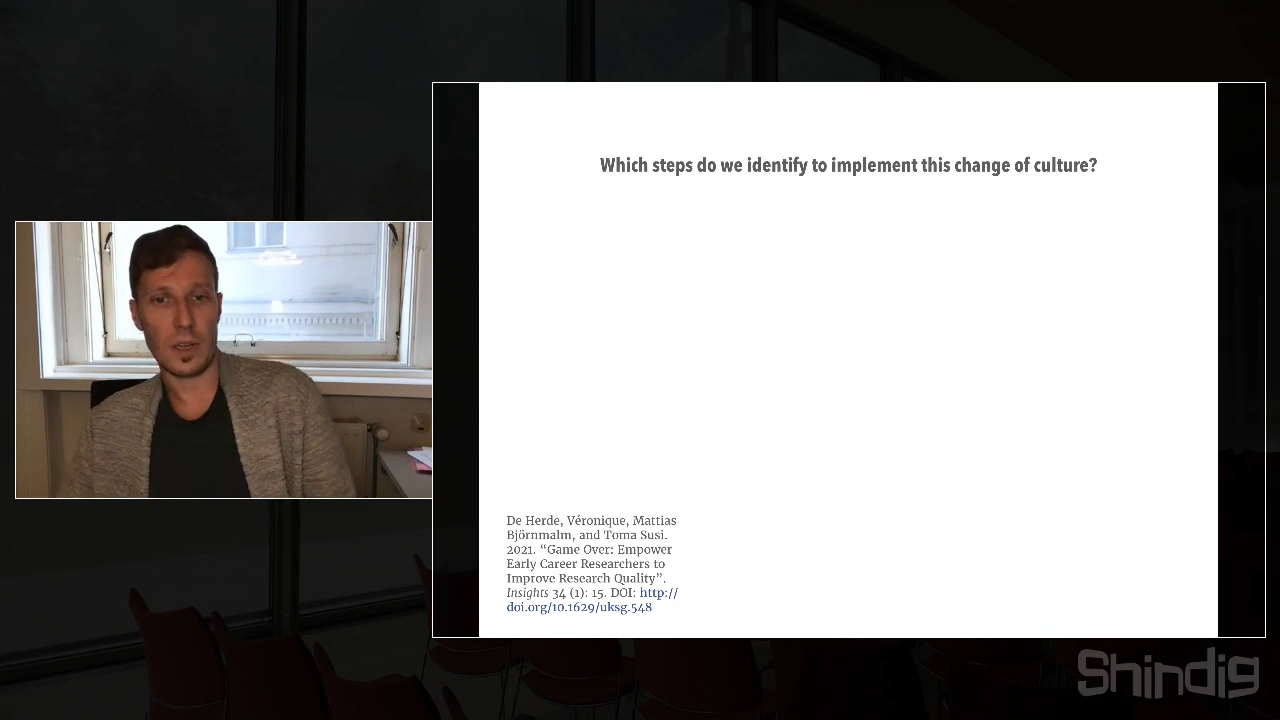 Which steps do we identify to implement this change of culture?
De Herde, Véronique, Mattias
Björnmalm, and Toma Susi.
2021. “Game Over: Empower
Early Career Researchers to
Improve Research Quality”.
Insights 34 (1): 15. DOI: http://
doi.org/10.1629/uksg.548
Shindig